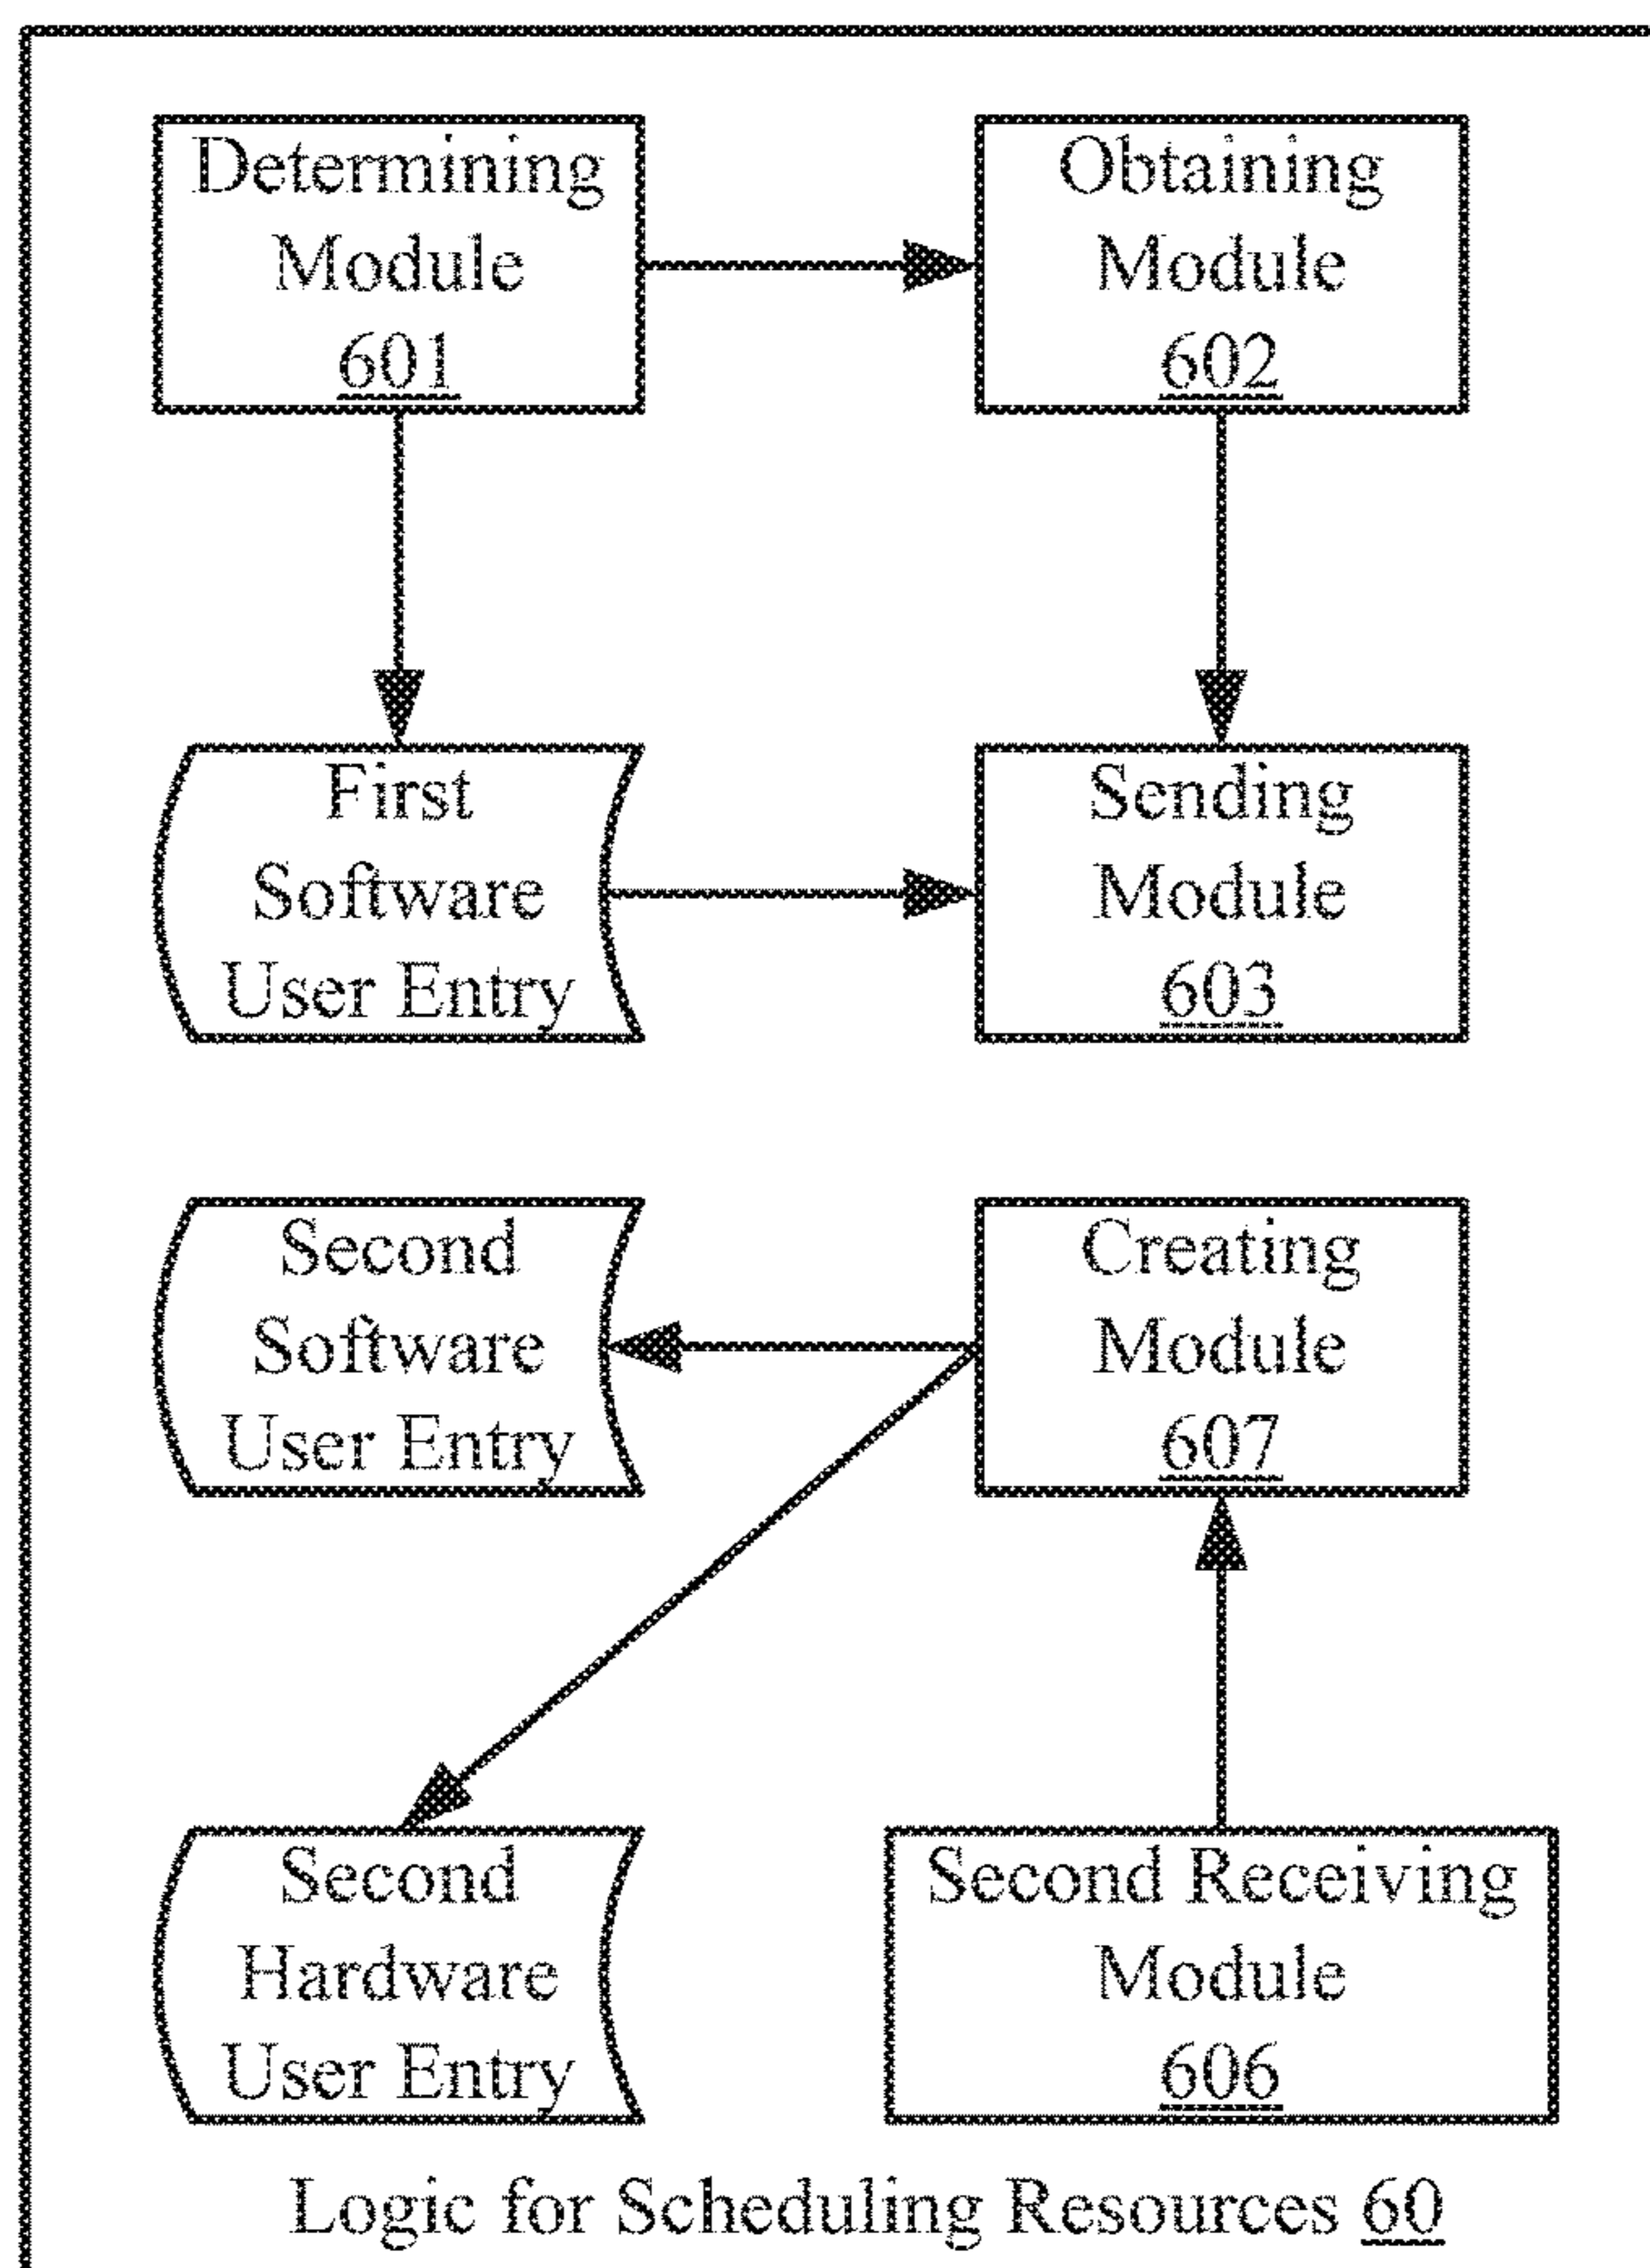 Determining
Module
601
Obtaining
Module
602
First
Software
User Entry
Sending
Module
603
Second
Software
User Entry
Creating
Module
607
Second
Hardware
User Entry
Second Receiving
Module
606
Logic for Scheduling Resources 60